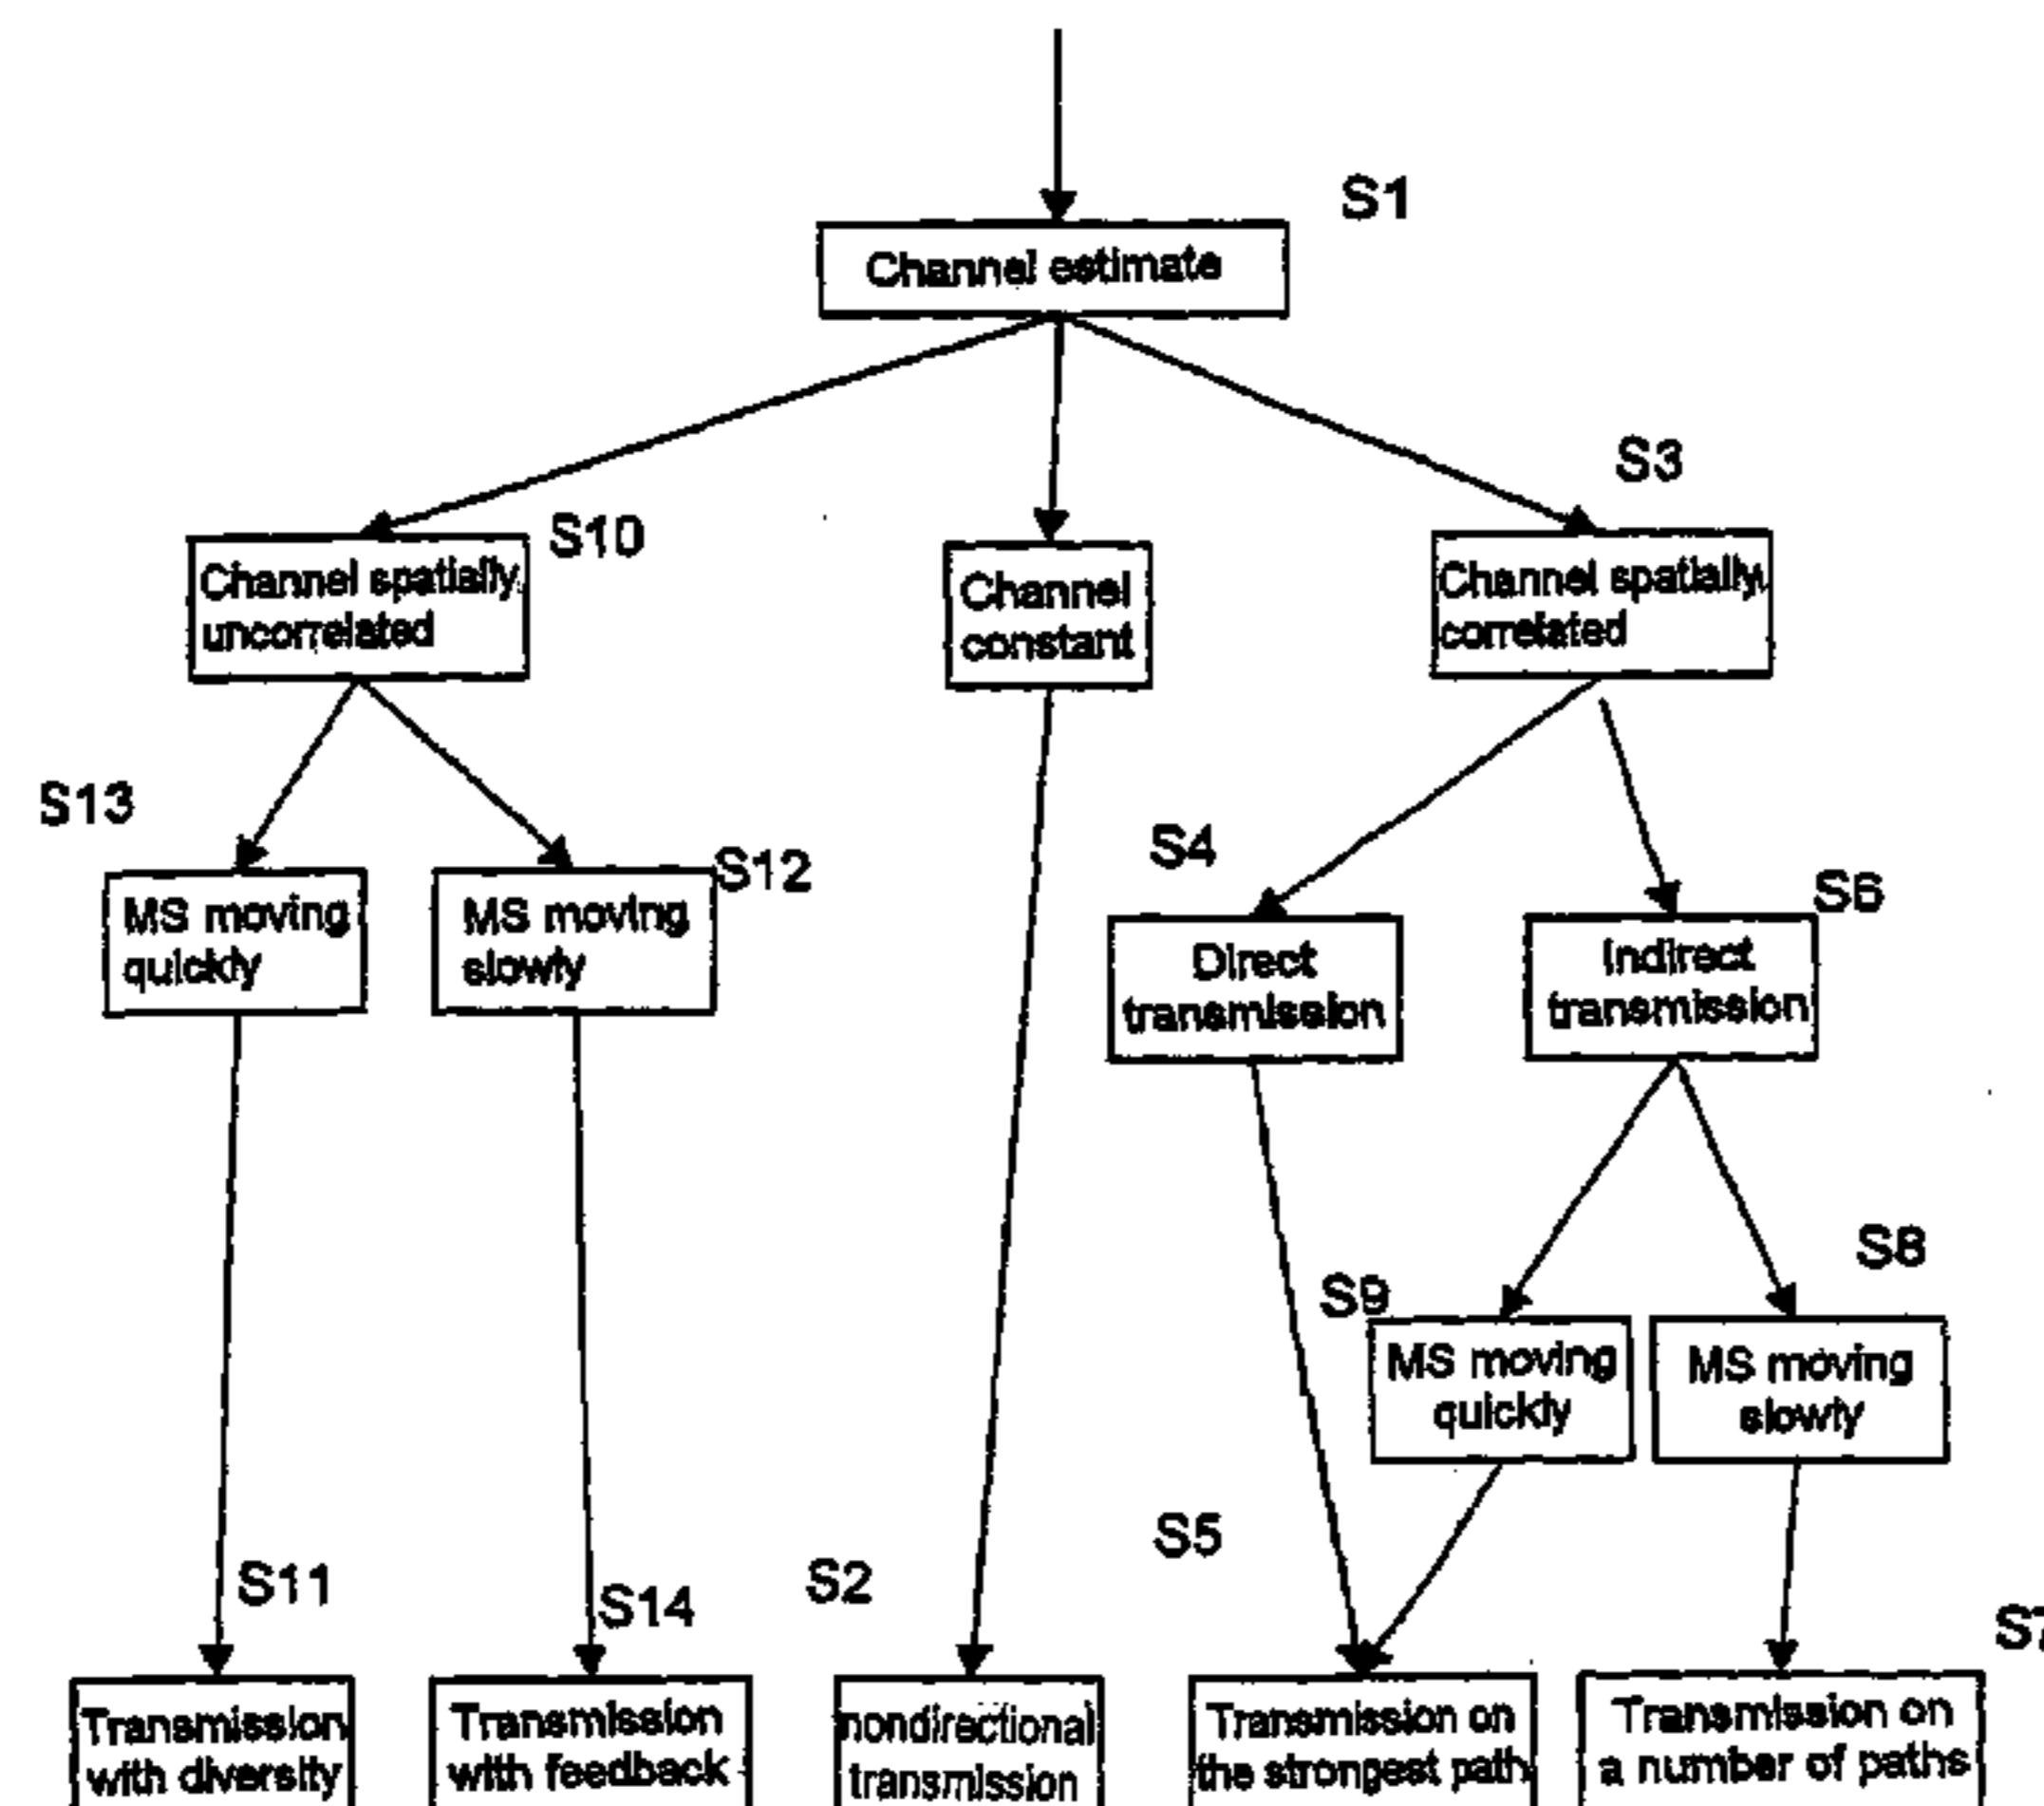 S1
Channel estimate
S3
S10
Channel spatially
uncorrelated
Channel
constant
Channel spatially
correlated
S13
S12
S4
S6
MS moving
quickly
MS moving
slowly
Direct
transmission
Indirect
transmission
S9
S8
MS moving
quickly
MS moving
slowly
S11
S14
S2
S5
S7
Transmission
with diversity
Transmission
with feedback
nondirectional
transmission
Transmission on
the strongest path
Transmission on
a number of paths